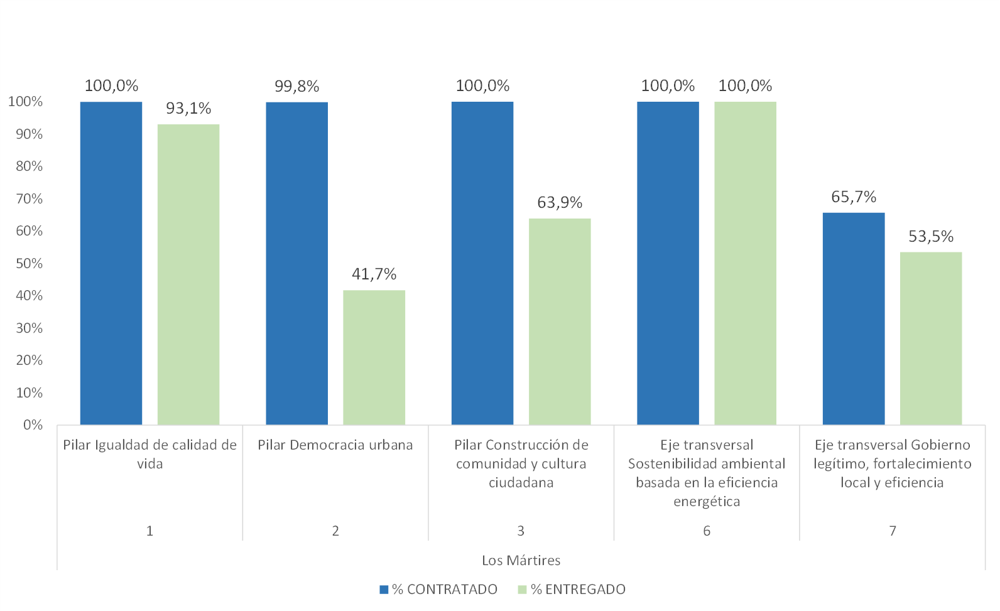 100,0%
93,1%
99,8%
41,7%
100,0%
63,9%
100,0%
100,0%
65,7%
53,5%
100%
90%
80%
70%
60%
50%
40%
30%
20%
10%
0%
Pilar Igualdad de calidad de
vida
Pilar Democracia urbana
Pilar Construcción de
comunidad y cultura
ciudadana
Eje transversal
Sostenibilidad ambiental
basada en la eficiencia
energética
Eje transversal Gobierno
legítimo, fortalecimiento
local y eficiencia
1
2
3
6
7
Los Mártires
% CONTRATADO
% ENTREGADO